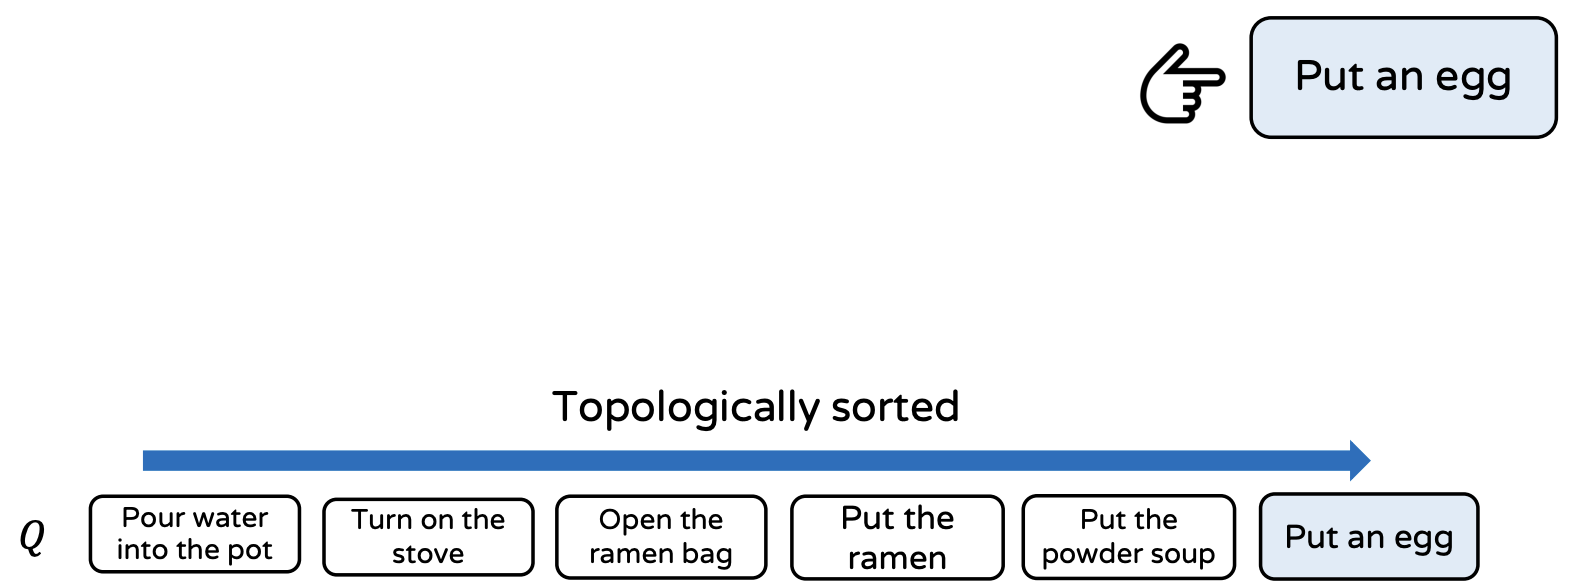 Put an egg
Topologically sorted
Q
Pour water
into the pot
Turn on the
stove
Open the
ramen bag
Put the
ramen
Put the
powder soup
Put an egg